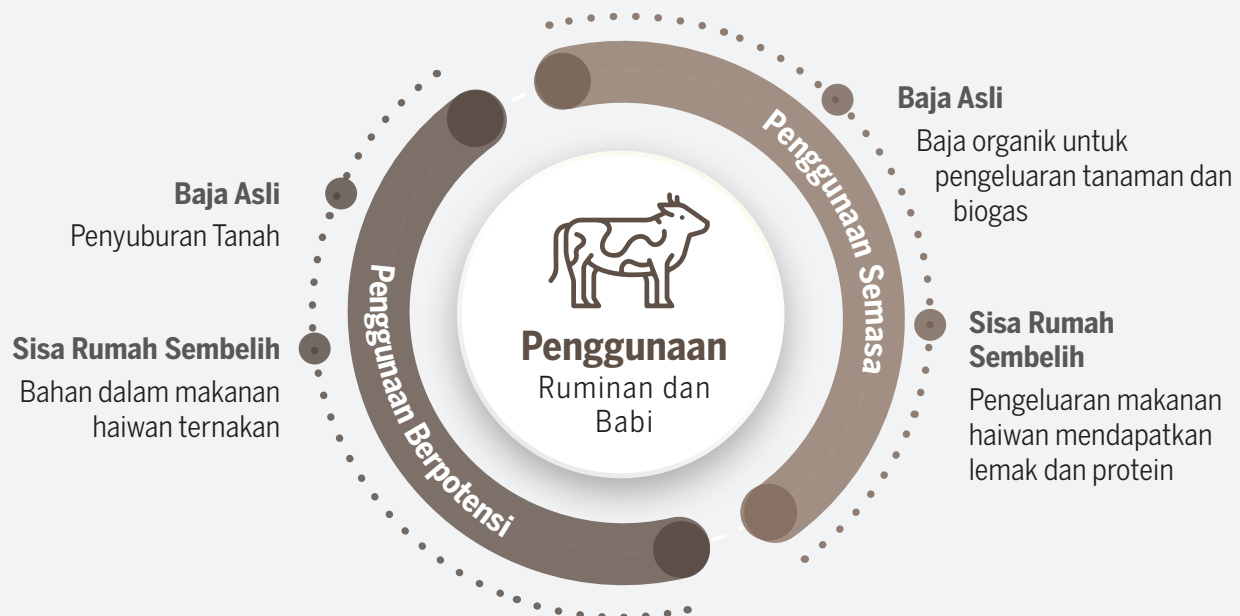 Penggunaan
Ruminan dan
Babi
Penggunaan Semasa
Baja Asli
Baja organik untuk
pengeluaran tanaman dan
biogas
Sisa Rumah
Sembelih
Pengeluaran makanan
haiwan mendapatkan
lemak dan protein
Penggunaan Berpotensi
Baja Asli
Penyuburan Tanah
Sisa Rumah Sembelih
Bahan dalam makanan
haiwan ternakan